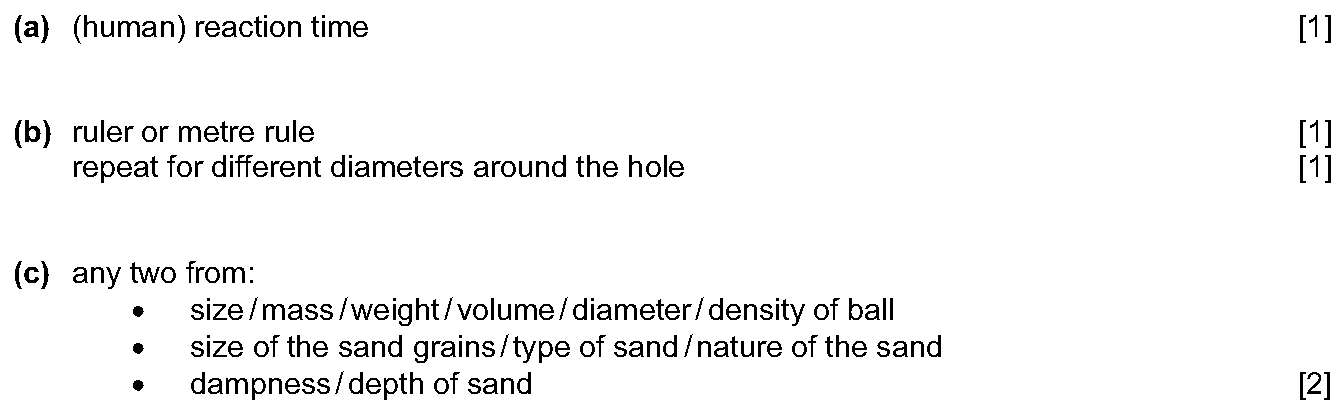 (a) (human) reaction time [1]
(b) ruler or metre rule [1]
repeat for different diameters around the hole [1]
(c) any two from:
• size / mass / weight / volume / diameter / density of ball
• size of the sand grains / type of sand / nature of the sand
• dampness / depth of sand [2]